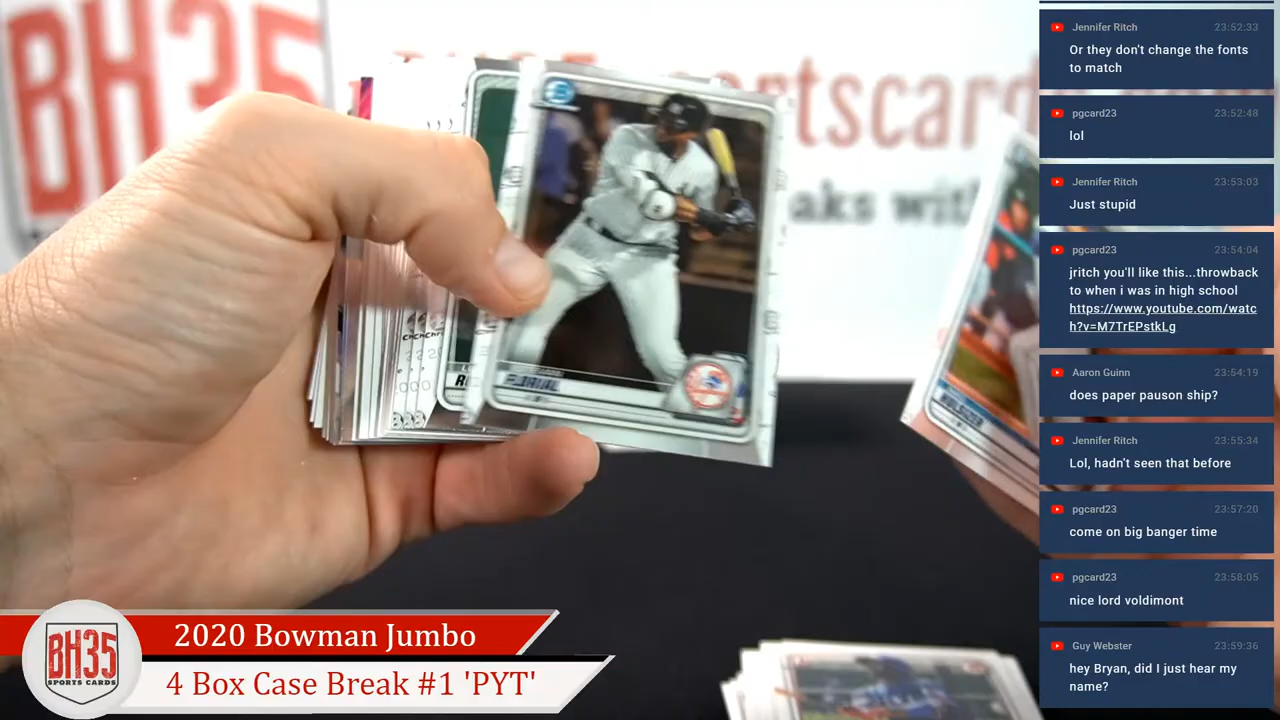 BH35
sportscard
aks wit
2020 Bowman Jumbo
4 Box Case Break #1 'PYT'
BH35
SPORTS CARDS
Jennifer Ritch 23:52:33
Or they don't change the fonts
to match
pgcard23 23:52:48
lol
Jennifer Ritch 23:53:03
Just stupid
pgcard23 23:54:04
jritch you'll like this...throwback
to when i was in high school
https://www.youtube.com/watc
h?v=M7TrEPstkLg
Aaron Guinn 23:54:19
does paper pauson ship?
Jennifer Ritch 23:55:34
Lol, hadn't seen that before
pgcard23 23:57:20
come on big banger time
pgcard23 23:58:05
nice lord voldimont
Guy Webster 23:59:36
hey Bryan, did I just hear my
name?